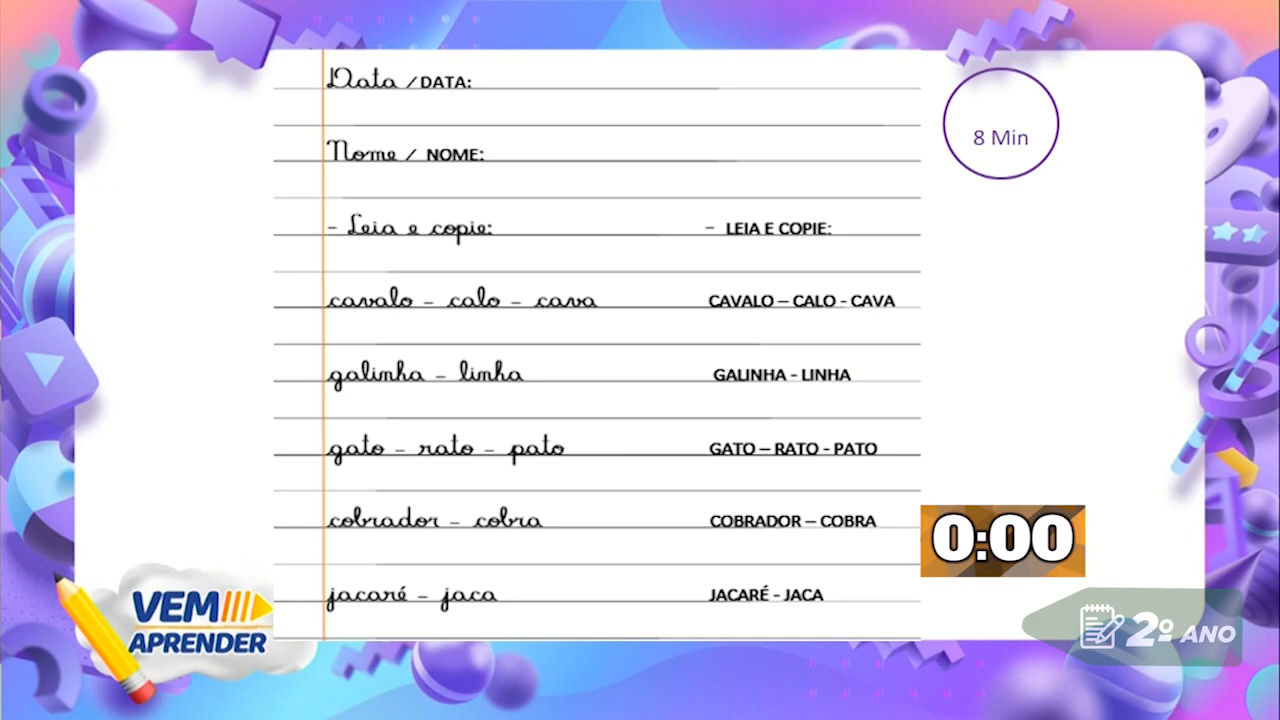 Data / DATA:
8 Min
Nome / NOME:
- Leia e copie: - LEIA E COPIE:
cavalo - calo - cava CAVALO – CALO - CAVA
galinha - linha GALINHA - LINHA
gato - rato - pato GATO – RATO - PATO
cobrador - cobra COBRADOR – COBRA
0:00
jacaré - jaca JACARÉ - JACA
VEM
APRENDER
2º ANO